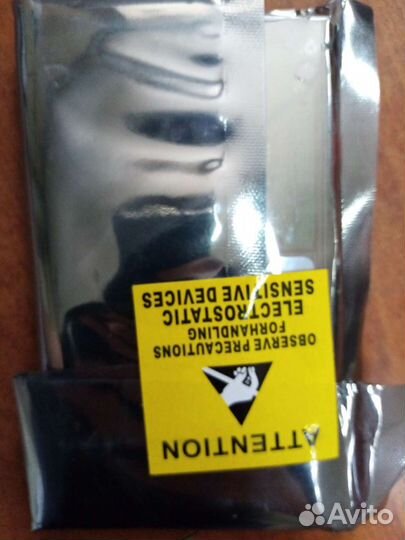 ATTENTION
OBSERVE PRECAUTIONS
FORHANDLING
ELECTROSTATIC
SENSITIVE DEVICES
Avito